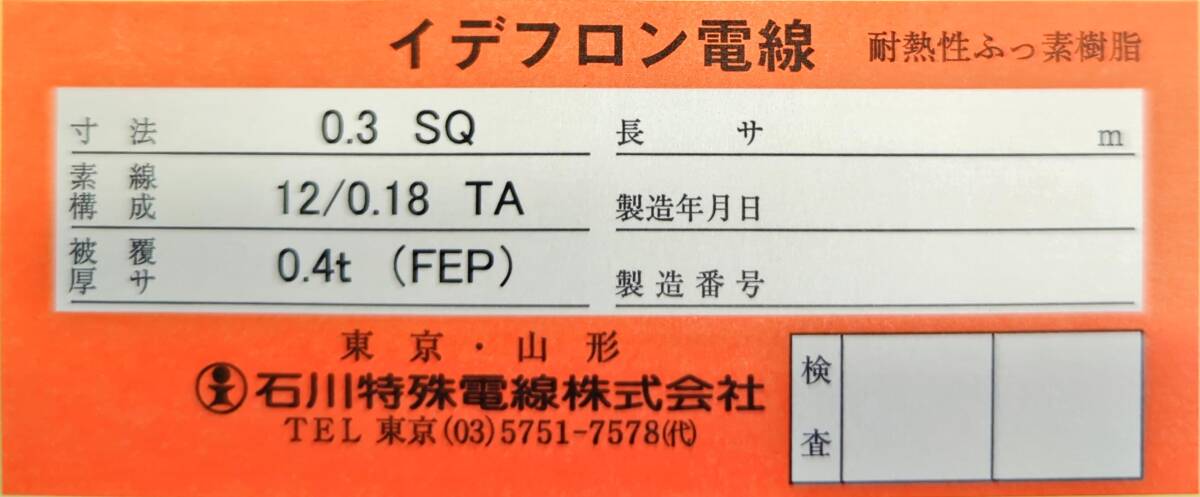 イデフロン電線 耐熱性ふっ素樹脂
寸法 0.3 SQ 長サ m
素線構成 12/0.18 TA 製造年月日
被覆厚サ 0.4t (FEP) 製造番号
東京・山形
石川特殊電線株式会社
TEL 東京(03)5751-7578(代)
検査